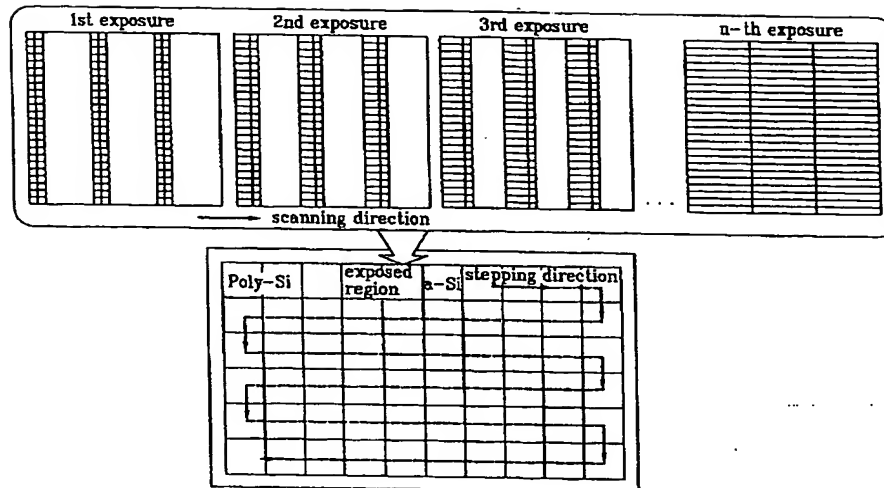 1st exposure
2nd exposure
3rd exposure
n-th exposure
...
scanning direction
Poly-Si
exposed
region
a-Si
stepping direction